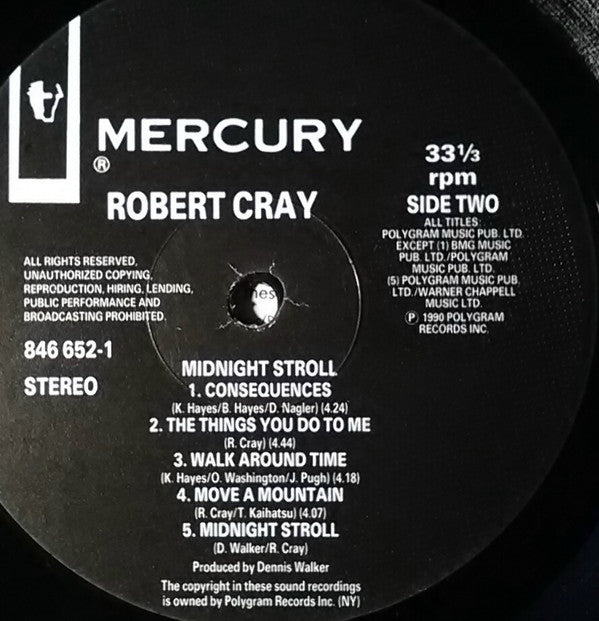 MERCURY
®
ROBERT CRAY
33⅓
rpm
SIDE TWO
ALL TITLES:
POLYGRAM MUSIC PUB. LTD.
EXCEPT (1) BMG MUSIC
PUB. LTD./POLYGRAM
MUSIC PUB. LTD.
(5) POLYGRAM MUSIC PUB.
LTD./WARNER CHAPPELL
MUSIC LTD.
℗ 1990 POLYGRAM
RECORDS INC.
ALL RIGHTS RESERVED.
UNAUTHORIZED COPYING,
REPRODUCTION, HIRING, LENDING,
PUBLIC PERFORMANCE AND
BROADCASTING PROHIBITED.
846 652-1
STEREO
MIDNIGHT STROLL
1. CONSEQUENCES
(K. Hayes/B. Hayes/D. Nagler) (4.24)
2. THE THINGS YOU DO TO ME
(R. Cray) (4.44)
3. WALK AROUND TIME
(K. Hayes/O. Washington/J. Pugh) (4.18)
4. MOVE A MOUNTAIN
(R. Cray/T. Kaihatsu) (4.07)
5. MIDNIGHT STROLL
(D. Walker/R. Cray)
Produced by Dennis Walker
The copyright in these sound recordings
is owned by Polygram Records Inc. (NY)